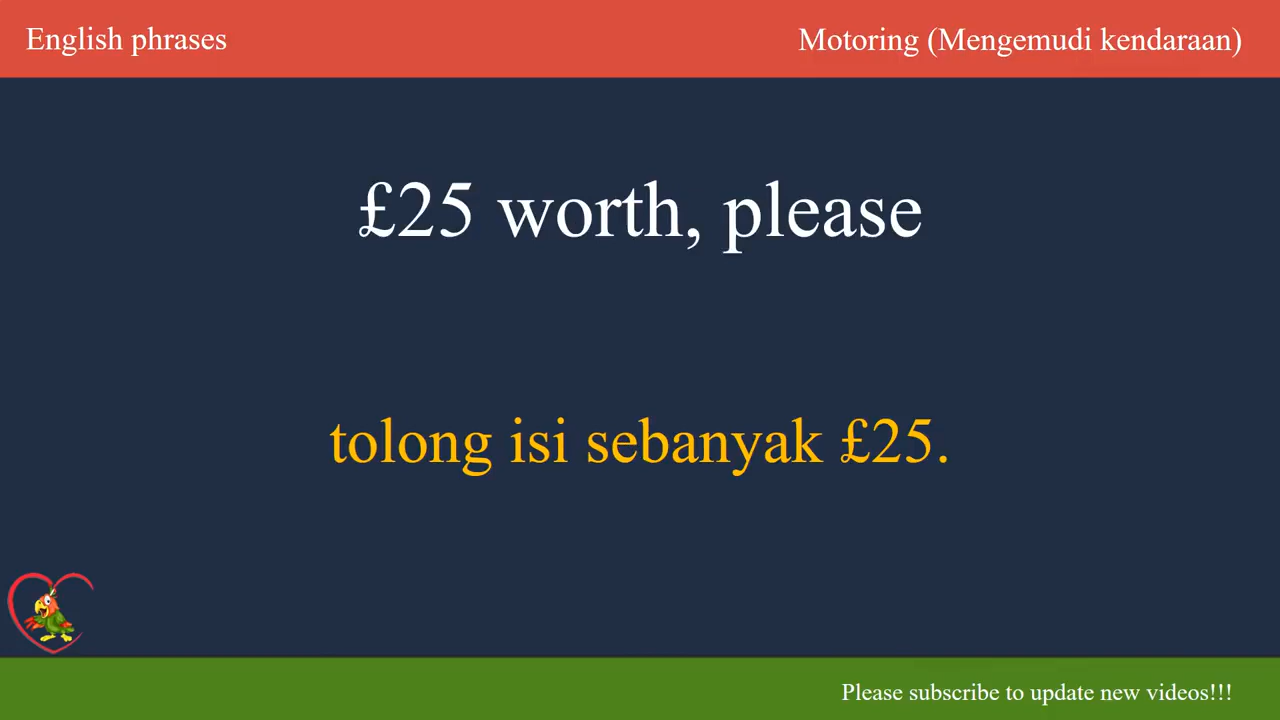 English phrases
Motoring (Mengemudi kendaraan)
£25 worth, please
tolong isi sebanyak £25.
Please subscribe to update new videos!!!